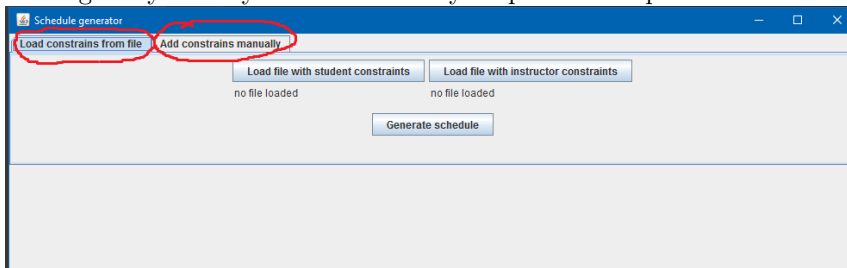 Schedule generator
Load constrains from file Add constrains manually
Load file with student constraints Load file with instructor constraints
no file loaded no file loaded
Generate schedule